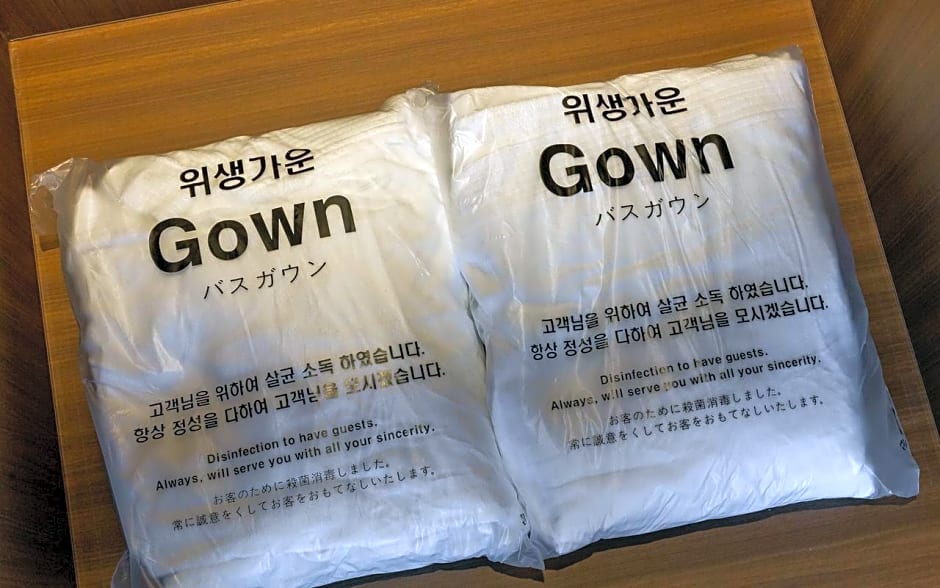 위생가운
Gown
バスガウン
고객님을 위하여 살균 소독 하였습니다.
항상 정성을 다하여 고객님을 모시겠습니다.
Disinfection to have guests.
Always, will serve you with all your sincerity.
お客のために殺菌消毒しました。
常に誠意をくしてお客をおもてなしいたします。
위생가운
Gown
バスガウン
고객님을 위하여 살균 소독 하였습니다.
항상 정성을 다하여 고객님을 모시겠습니다.
Disinfection to have guests.
Always, will serve you with all your sincerity.
お客のために殺菌消毒しました。
常に誠意をくしてお客をおもてなしいたします。